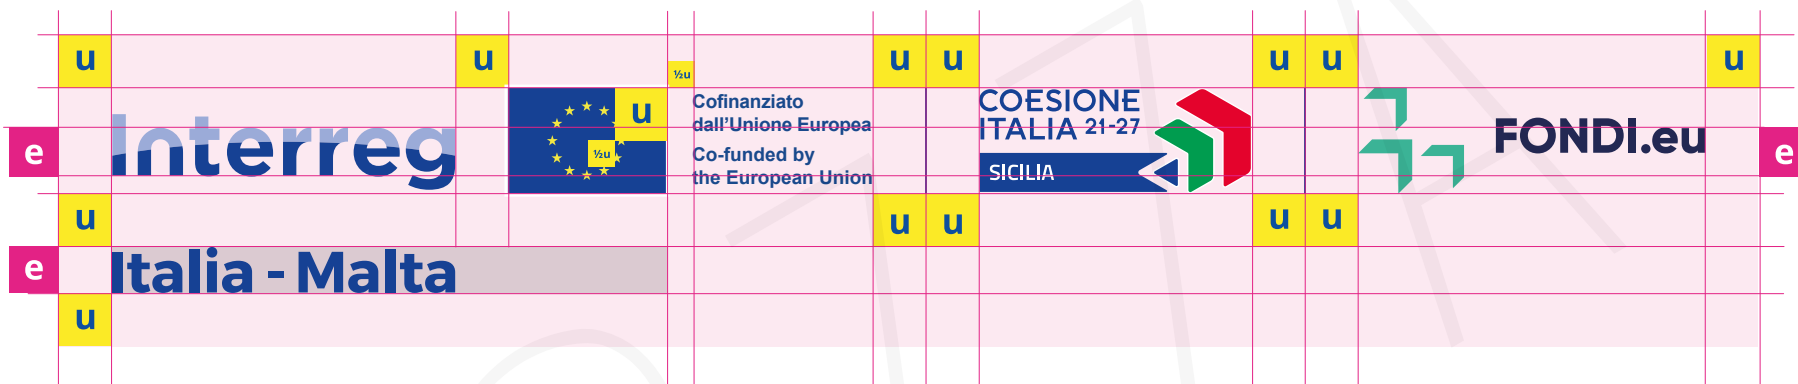 u u u u u u u
½u
Interreg
u
½u
Cofinanziato
dall'Unione Europea
Co-funded by
the European Union
COESIONE
ITALIA 21-27
SICILIA
FONDI.eu
e e
u u u u u
e
Italia - Malta
u